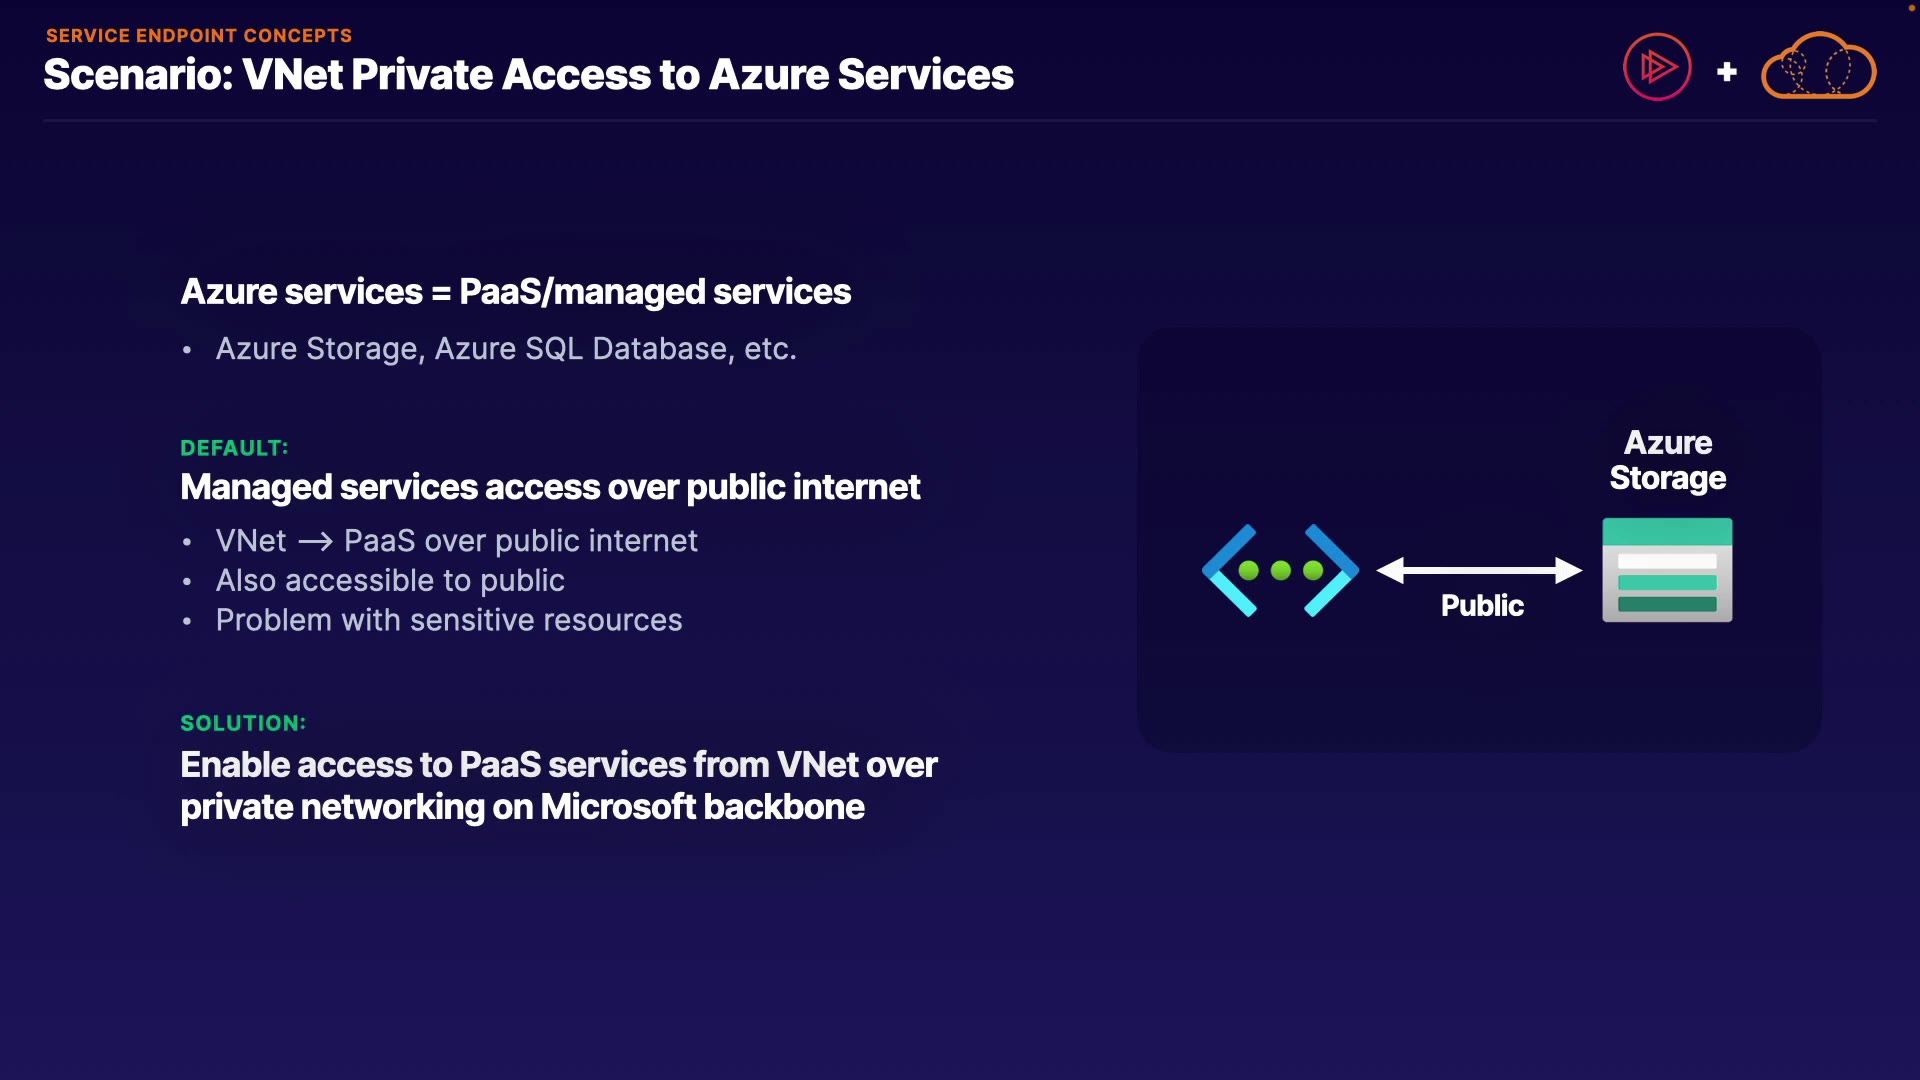 SERVICE ENDPOINT CONCEPTS
Scenario: VNet Private Access to Azure Services
+
Azure services = PaaS/managed services
• Azure Storage, Azure SQL Database, etc.
DEFAULT:
Managed services access over public internet
• VNet → PaaS over public internet
• Also accessible to public
• Problem with sensitive resources
SOLUTION:
Enable access to PaaS services from VNet over
private networking on Microsoft backbone
Azure
Storage
Public